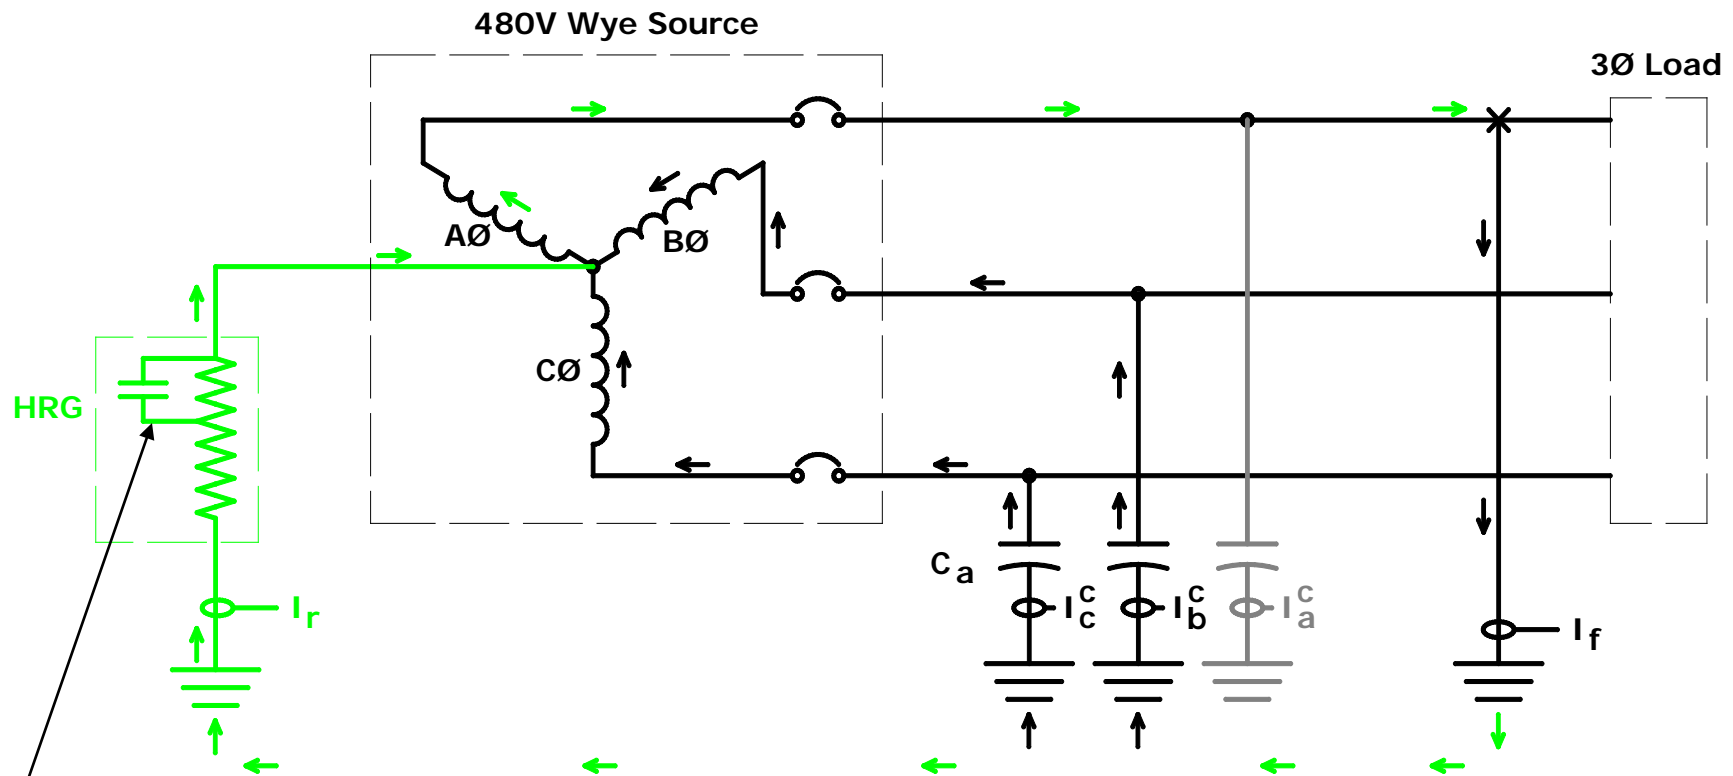 480V Wye Source
3Ø Load
AØ
BØ
CØ
HRG
Ca
Icc
Ibc
Iac
Ir
If